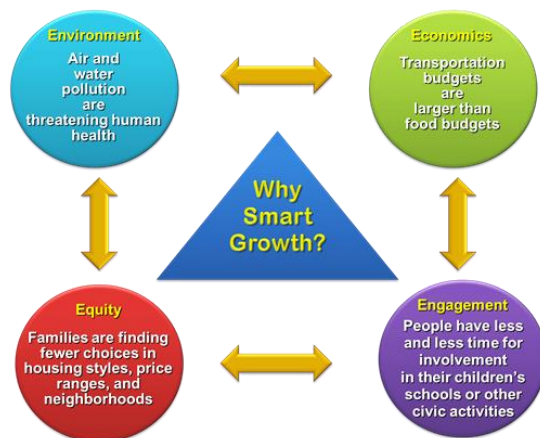 Environment
Air and
water
pollution
are
threatening human
health
Economics
Transportation
budgets
are
larger than
food budgets
Why
Smart
Growth?
Equity
Families are finding
fewer choices in
housing styles, price
ranges, and
neighborhoods
Engagement
People have less
and less time for
involvement
in their children's
schools or other
civic activities